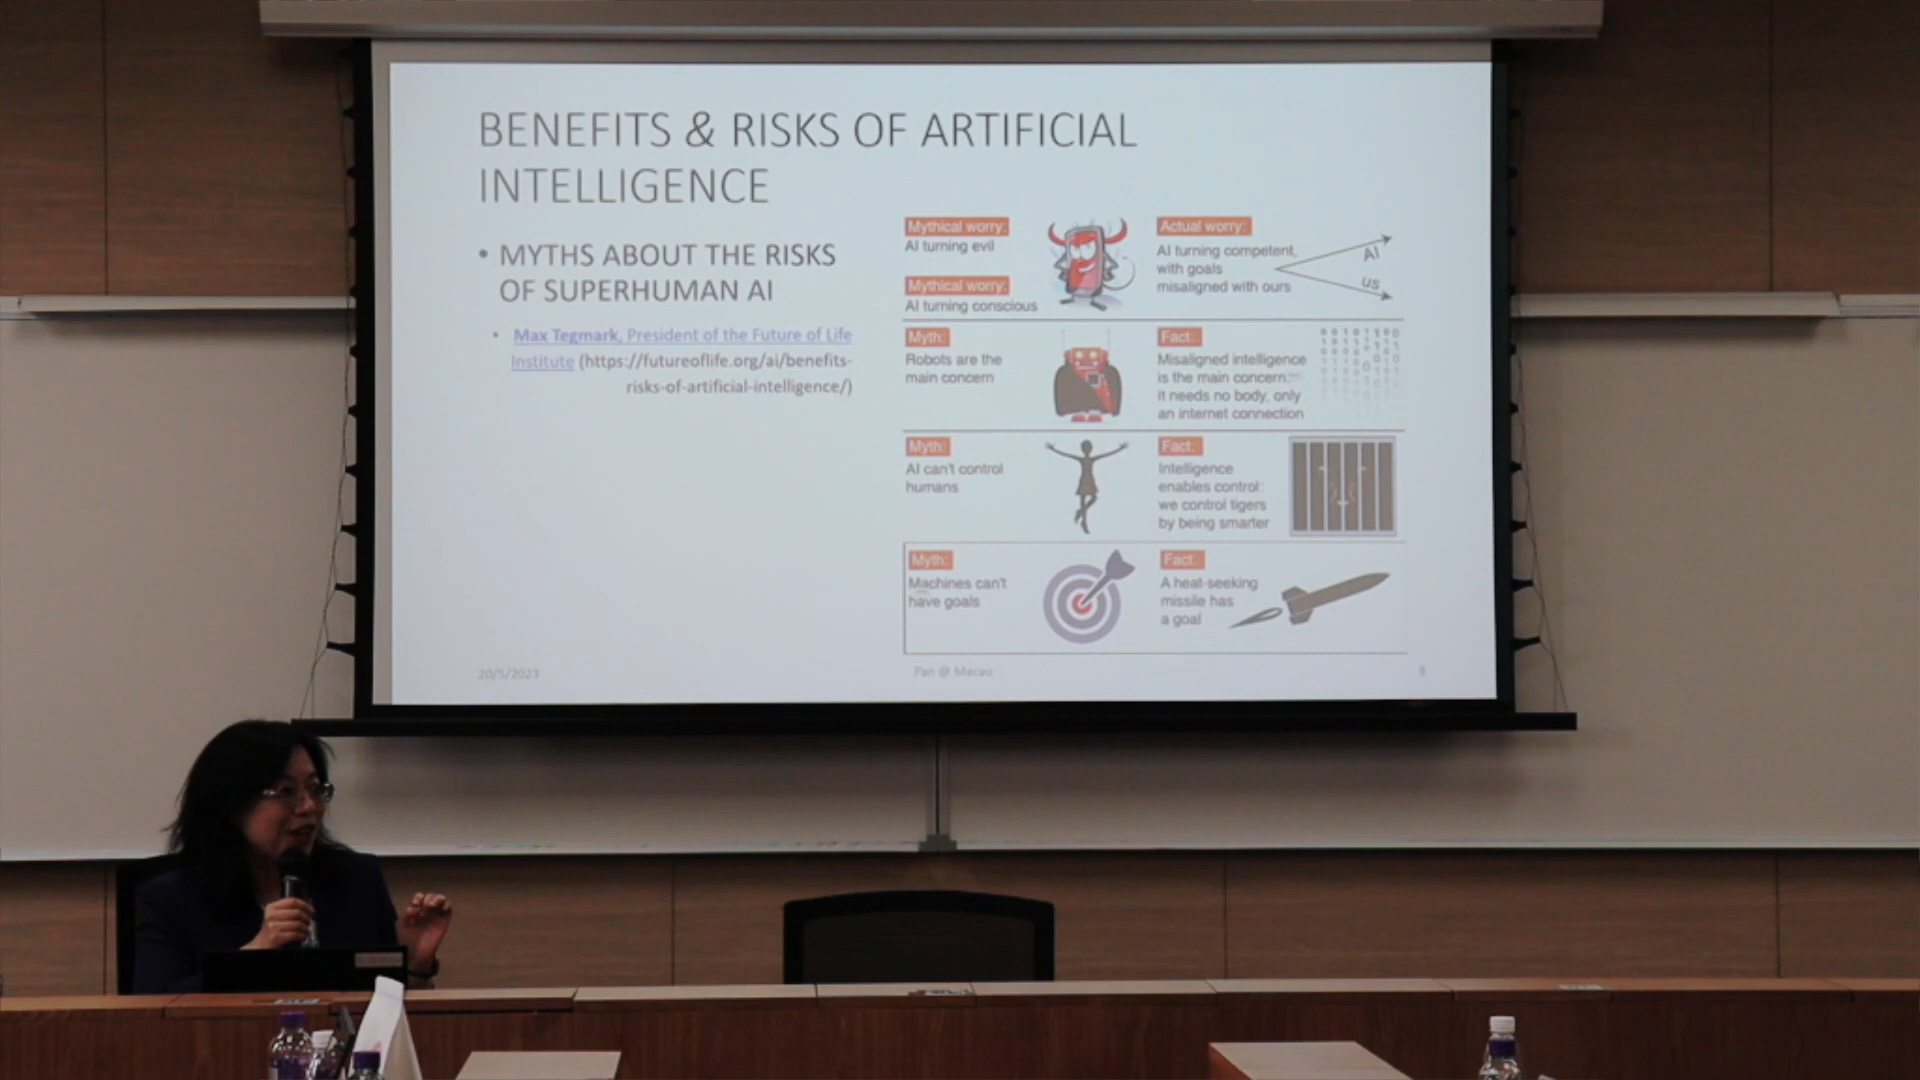 BENEFITS & RISKS OF ARTIFICIAL
INTELLIGENCE
• MYTHS ABOUT THE RISKS
OF SUPERHUMAN AI
• Max Tegmark, President of the Future of Life
Institute (https://futureoflife.org/ai/benefits-
risks-of-artificial-intelligence/)
Mythical worry:
AI turning evil
Mythical worry:
AI turning conscious
Actual worry:
AI turning competent,
with goals
misaligned with ours
AI
us
Myth:
Robots are the
main concern
Fact:
Misaligned intelligence
is the main concern:
it needs no body, only
an internet connection
Myth:
AI can't control
humans
Fact:
Intelligence
enables control:
we control tigers
by being smarter
Myth:
Machines can't
have goals
Fact:
A heat-seeking
missile has
a goal
20/5/2023
Pan @ Macau
8